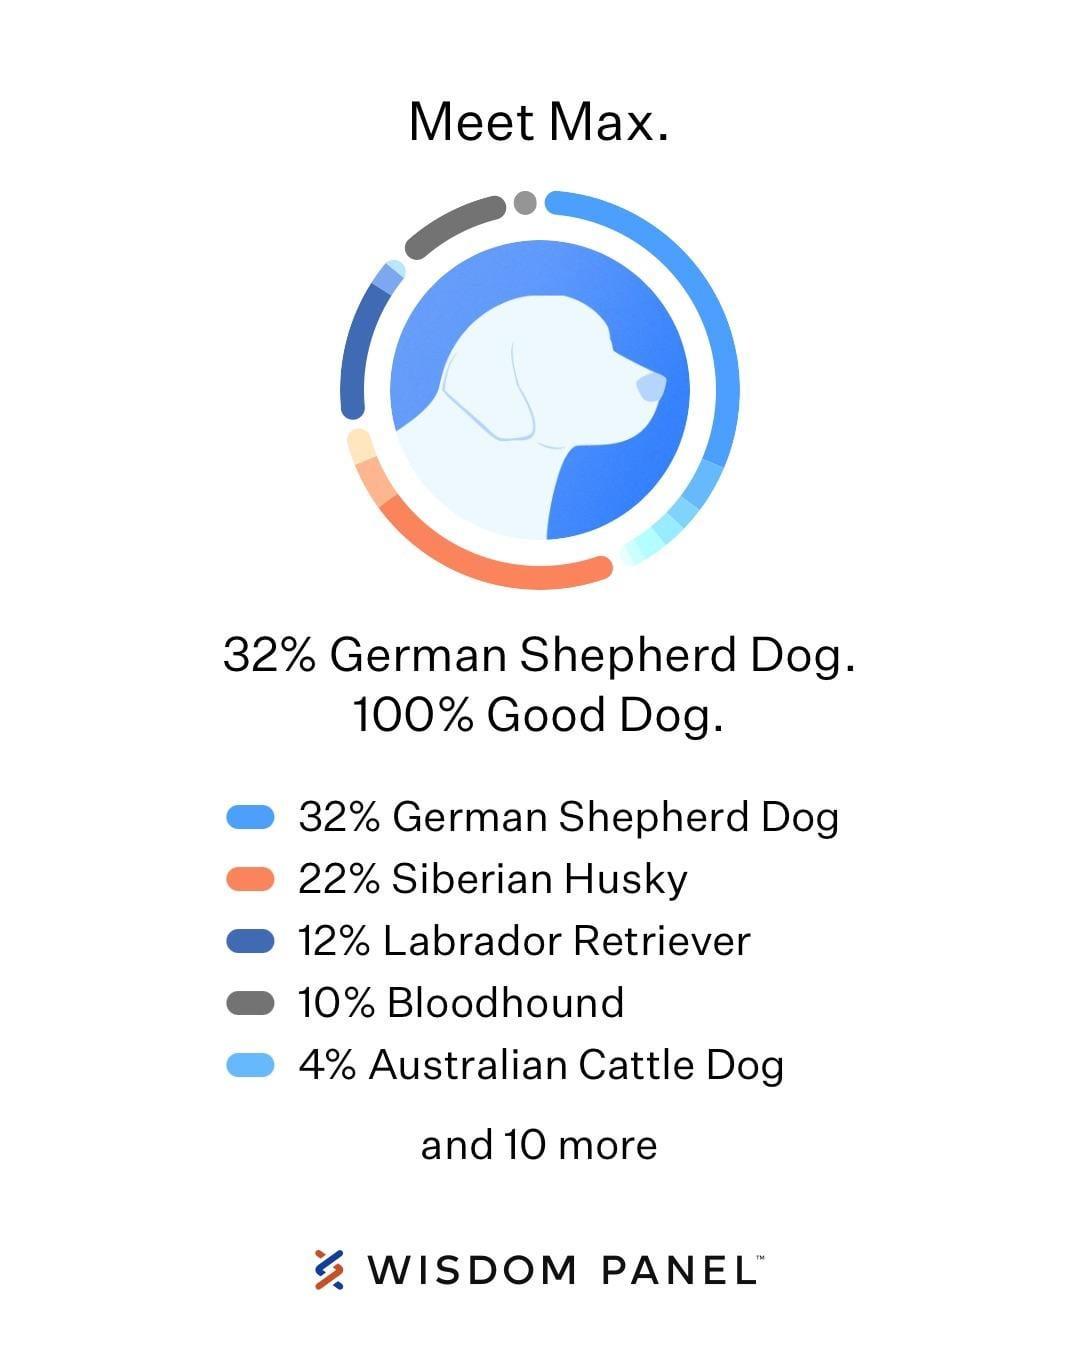 Meet Max.
32% German Shepherd Dog.
100% Good Dog.
32% German Shepherd Dog
22% Siberian Husky
12% Labrador Retriever
10% Bloodhound
4% Australian Cattle Dog
and 10 more
WISDOM PANEL™